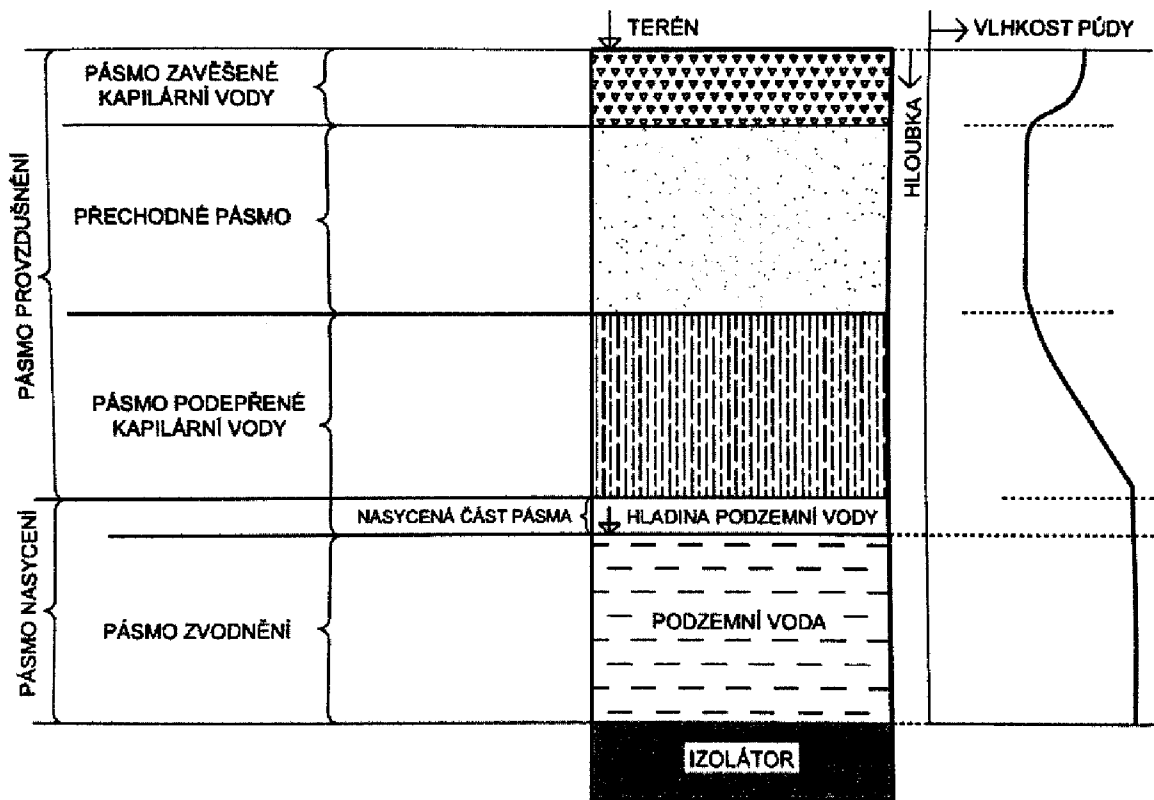 TERÉN
VLHKOST PŮDY
HLOUBKA
PÁSMO ZAVĚŠENÉ
KAPILÁRNÍ VODY
PÁSMO PROVZDUŠNĚNÍ
PŘECHODNÉ PÁSMO
PÁSMO PODEPŘENÉ
KAPILÁRNÍ VODY
NASYCENÁ ČÁST PÁSMA
HLADINA PODZEMNÍ VODY
PÁSMO NASYCENÍ
PÁSMO ZVODNĚNÍ
PODZEMNÍ VODA
IZOLÁTOR